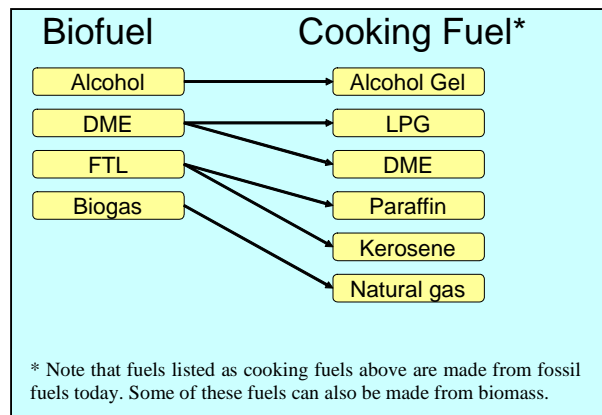 Biofuel Cooking Fuel*
Alcohol Alcohol Gel
DME LPG
FTL DME
Biogas Paraffin
Kerosene
Natural gas
* Note that fuels listed as cooking fuels above are made from fossil
fuels today. Some of these fuels can also be made from biomass.